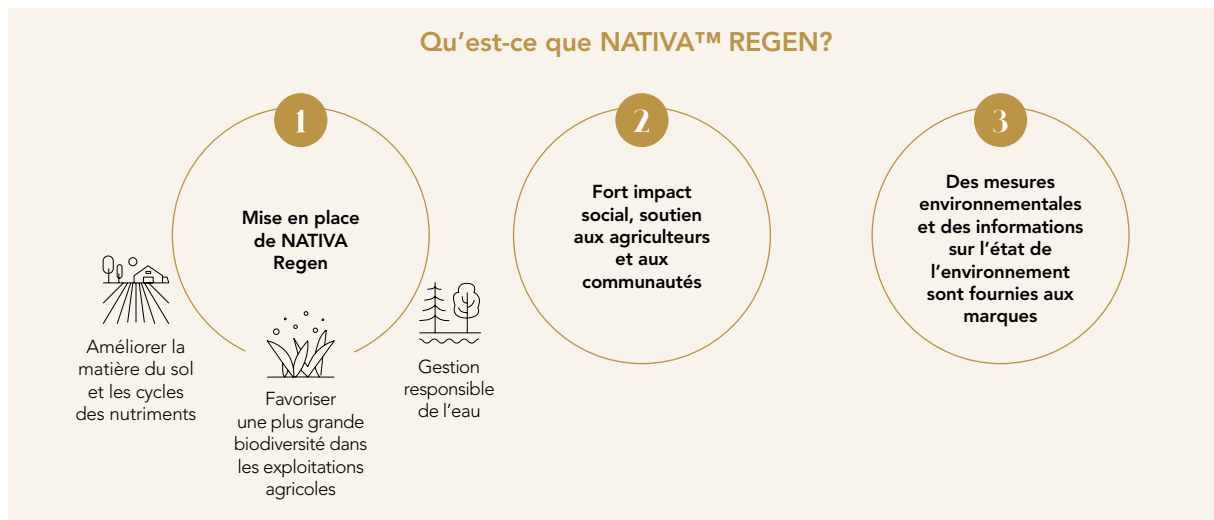 Qu’est-ce que NATIVA™ REGEN?
1
Mise en place
de NATIVA
Regen
Améliorer la
matière du sol
et les cycles
des nutriments
Favoriser
une plus grande
biodiversité dans
les exploitations
agricoles
Gestion
responsible
de l’eau
2
Fort impact
social, soutien
aux agriculteurs
et aux
communautés
3
Des mesures
environnementales
et des informations
sur l’état de
l’environnement
sont fournies aux
marques